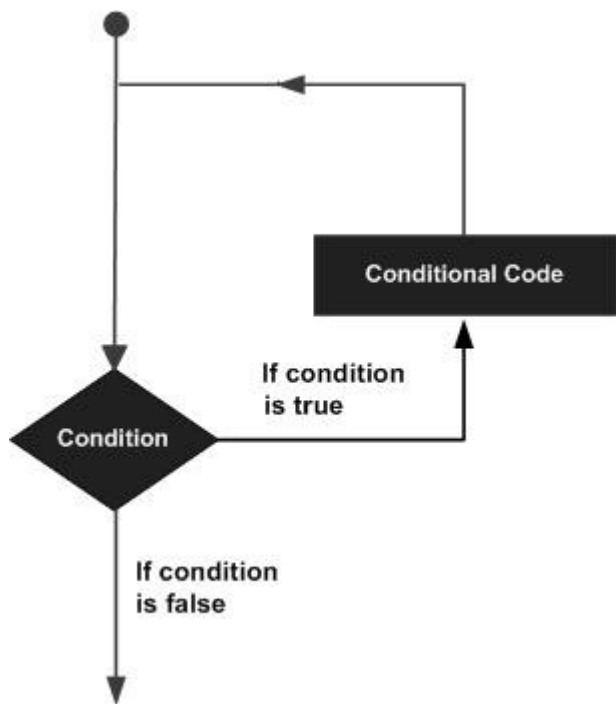 Conditional Code
If condition
is true
Condition
If condition
is false